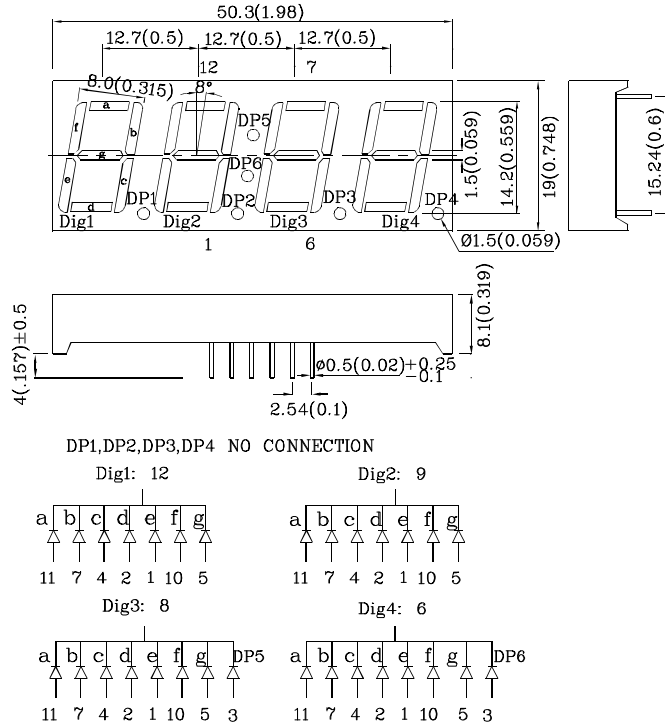 50.3(1.98)
12.7(0.5) 12.7(0.5) 12.7(0.5)
12 7
8.0(0.315) 8°
a
f b
g
e c
d
DP5
DP6
DP1 DP2 DP3 DP4
Dig1 Dig2 Dig3 Dig4
1 6
1.5(0.059)
14.2(0.559)
19(0.748)
15.24(0.6)
Ø1.5(0.059)
8.1(0.319)
4(.157)±0.5
ø0.5(0.02)+0.25
−0.1
2.54(0.1)
DP1,DP2,DP3,DP4 NO CONNECTION
Dig1: 12 Dig2: 9
a b c d e f g a b c d e f g
11 7 4 2 1 10 5 11 7 4 2 1 10 5
Dig3: 8 Dig4: 6
a b c d e f g DP5 a b c d e f g DP6
11 7 4 2 1 10 5 3 11 7 4 2 1 10 5 3